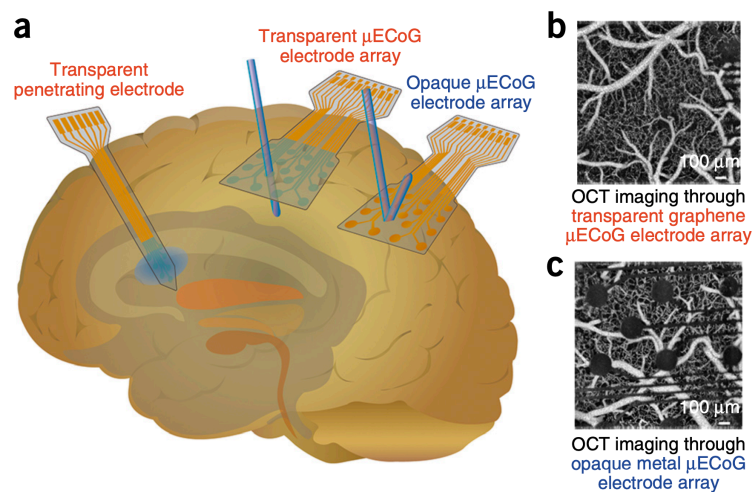 a
Transparent
penetrating electrode
Transparent μECoG
electrode array
Opaque μECoG
electrode array
b
100 μm
OCT imaging through
transparent graphene
μECoG electrode array
c
100 μm
OCT imaging through
opaque metal μECoG
electrode array